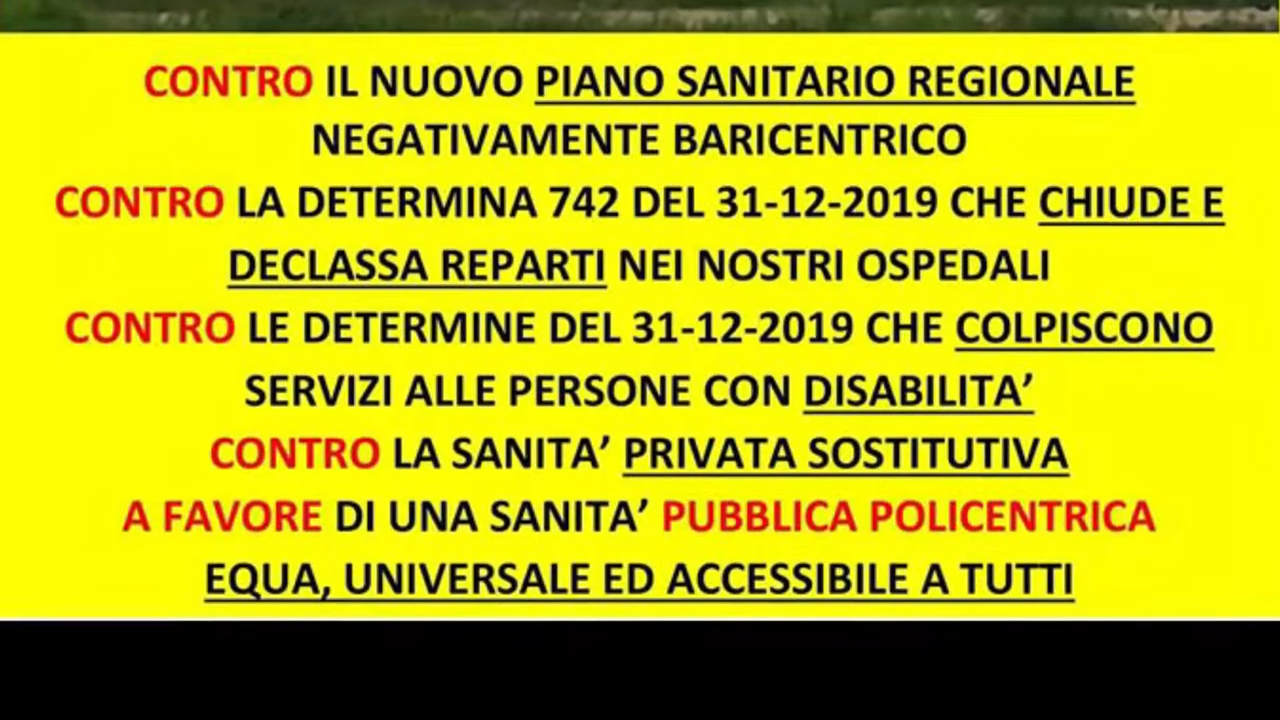 CONTRO IL NUOVO PIANO SANITARIO REGIONALE
NEGATIVAMENTE BARICENTRICO
CONTRO LA DETERMINA 742 DEL 31-12-2019 CHE CHIUDE E
DECLASSA REPARTI NEI NOSTRI OSPEDALI
CONTRO LE DETERMINE DEL 31-12-2019 CHE COLPISCONO
SERVIZI ALLE PERSONE CON DISABILITA’
CONTRO LA SANITA’ PRIVATA SOSTITUTIVA
A FAVORE DI UNA SANITA’ PUBBLICA POLICENTRICA
EQUA, UNIVERSALE ED ACCESSIBILE A TUTTI